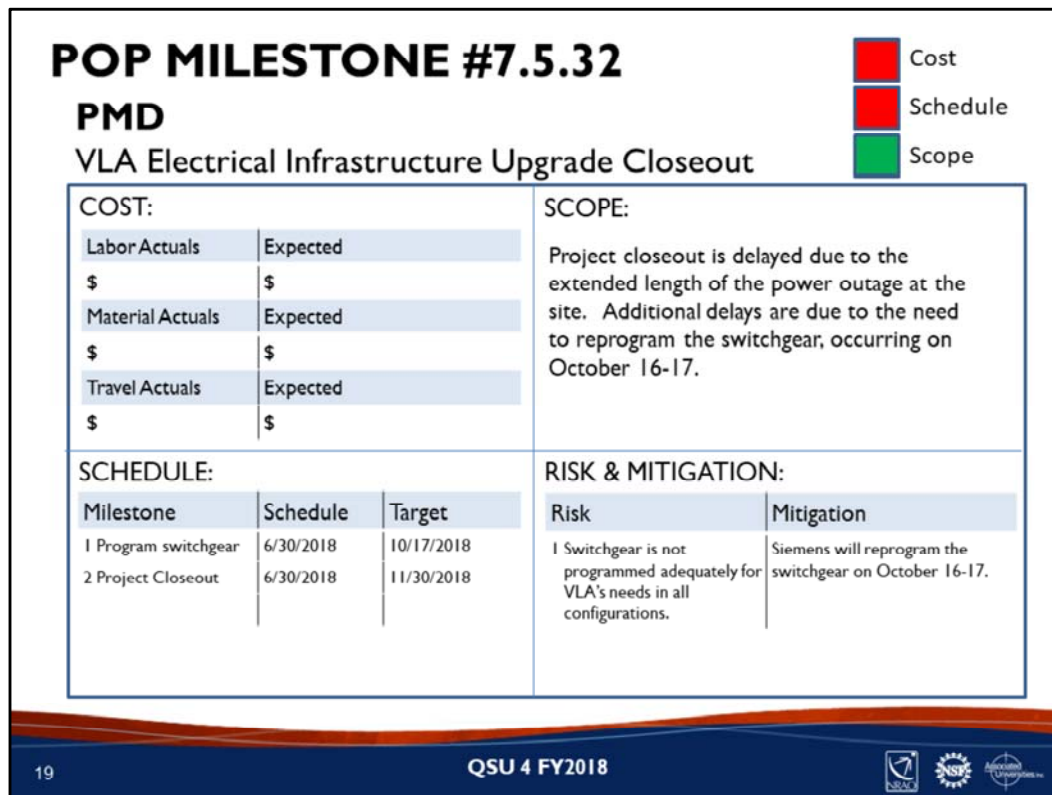 POP MILESTONE #7.5.32
PMD
VLA Electrical Infrastructure Upgrade Closeout
Cost
Schedule
Scope
COST:
Labor Actuals Expected
$ $
Material Actuals Expected
$ $
Travel Actuals Expected
$ $
SCOPE:
Project closeout is delayed due to the
extended length of the power outage at the
site. Additional delays are due to the need
to reprogram the switchgear, occurring on
October 16-17.
SCHEDULE:
Milestone Schedule Target
1 Program switchgear 6/30/2018 10/17/2018
2 Project Closeout 6/30/2018 11/30/2018
RISK & MITIGATION:
Risk Mitigation
1 Switchgear is not Siemens will reprogram the
programmed adequately for switchgear on October 16-17.
VLA's needs in all
configurations.
19
QSU 4 FY2018
NRAO
NSF
Associated
Universities Inc